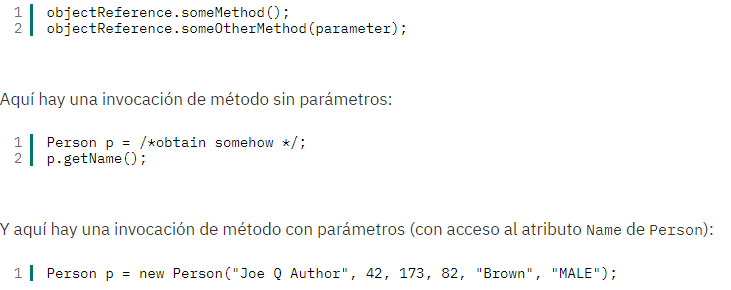 1 objectReference.someMethod();
2 objectReference.someOtherMethod(parameter);
Aquí hay una invocación de método sin parámetros:
1 Person p = /*obtain somehow */;
2 p.getName();
Y aquí hay una invocación de método con parámetros (con acceso al atributo Name de Person):
1 Person p = new Person("Joe Q Author", 42, 173, 82, "Brown", "MALE");